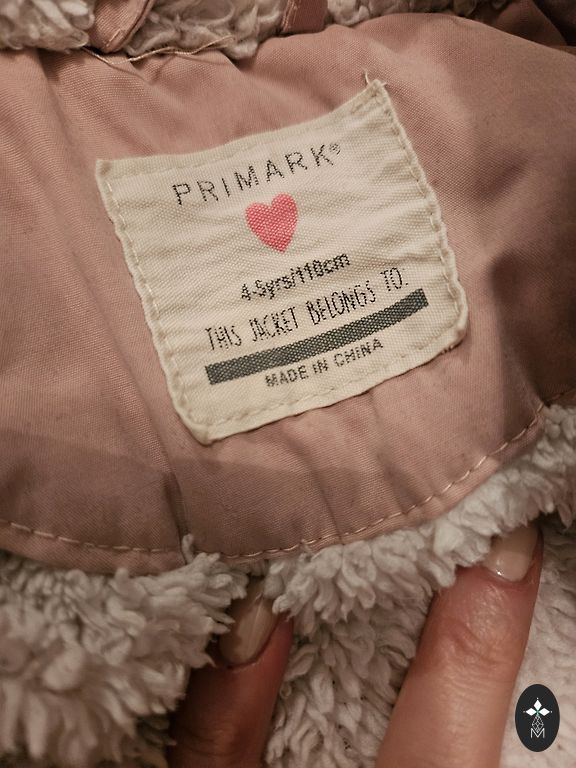 PRIMARK®
4-5yrs/110cm
THIS JACKET BELONGS TO:
MADE IN CHINA